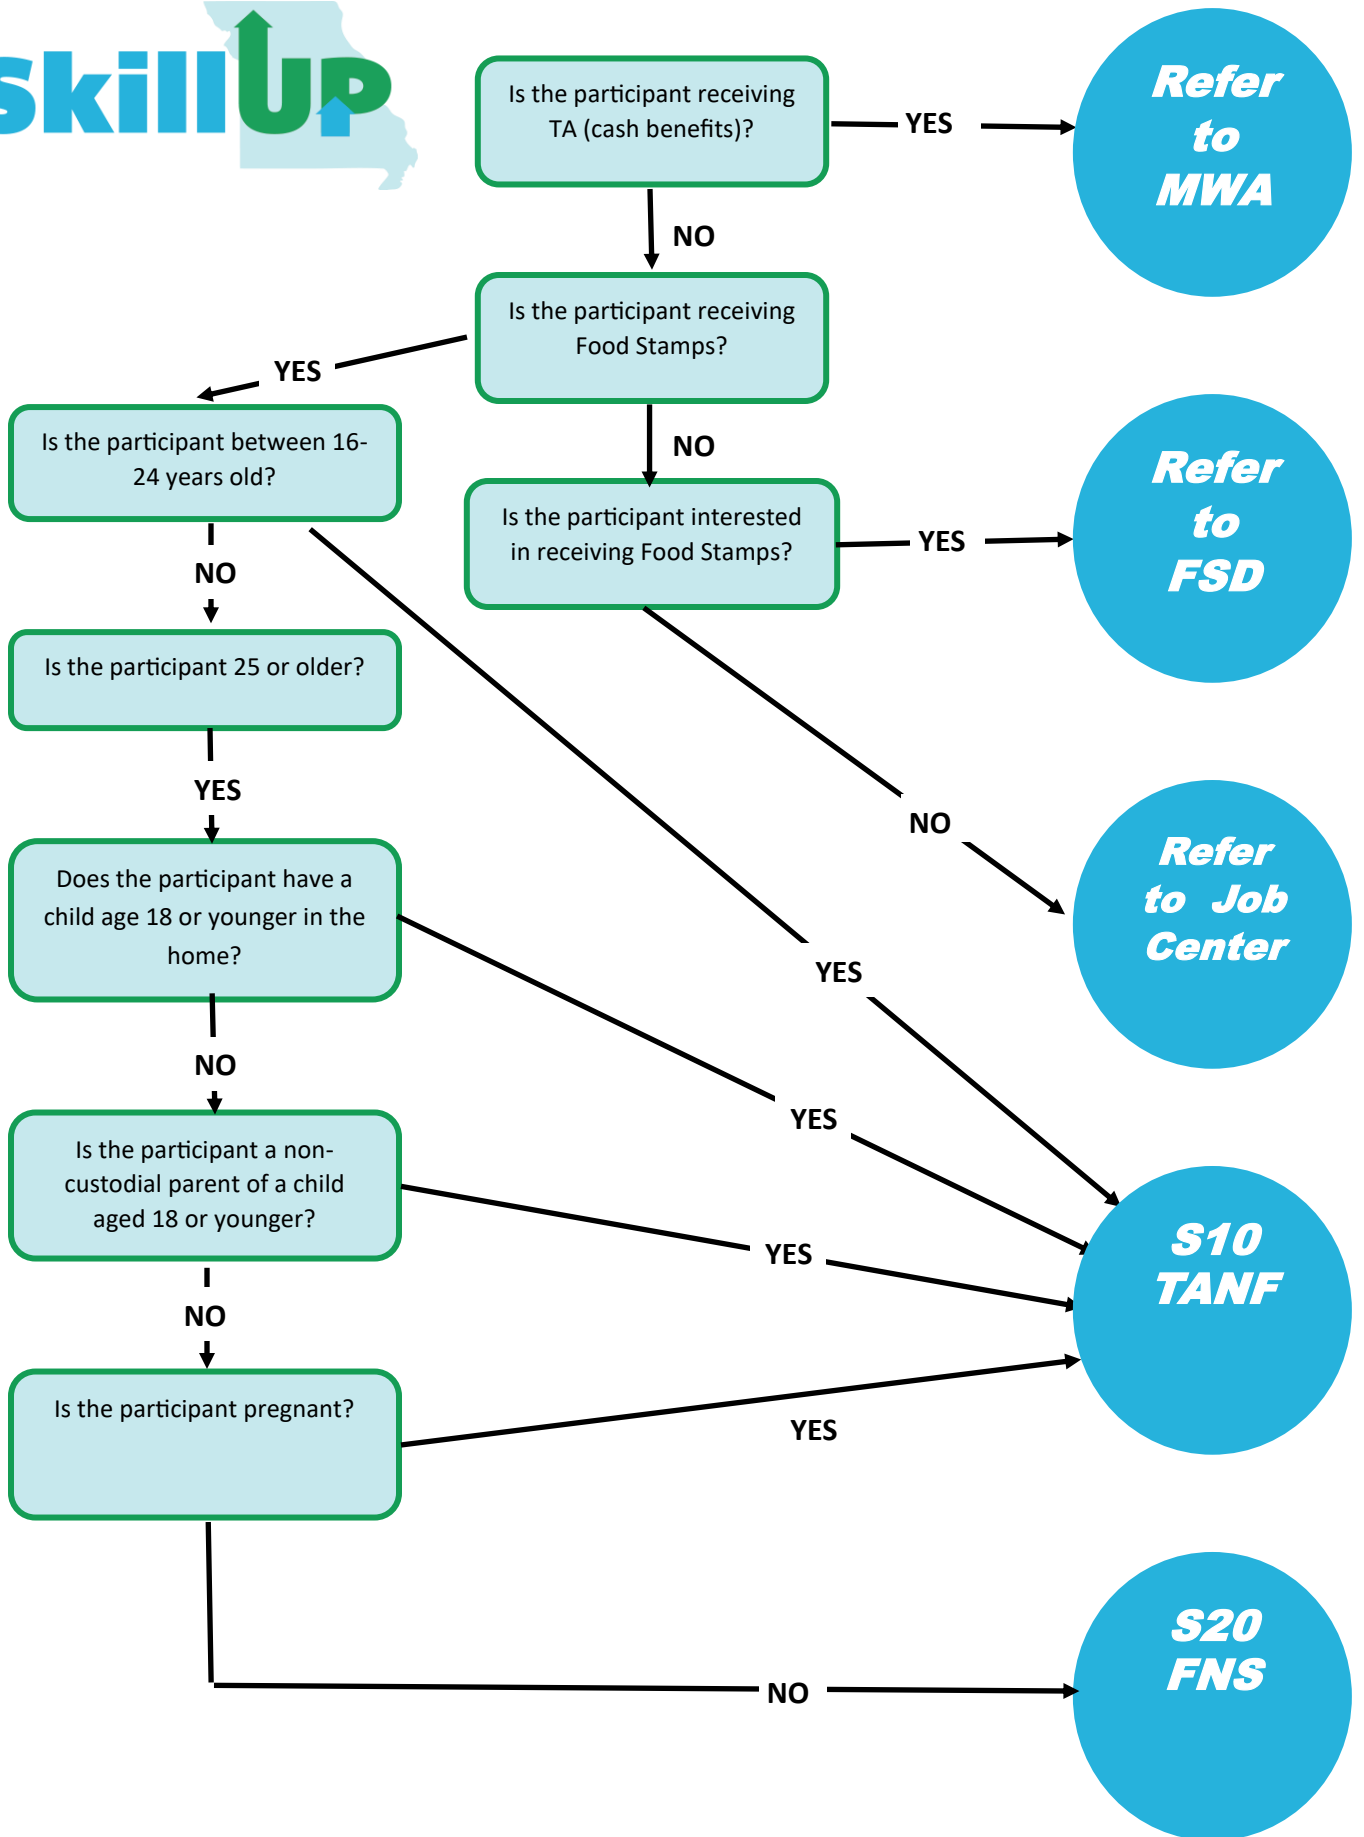 SkillUP
Is the participant receiving
TA (cash benefits)?
YES
Refer
to
MWA
NO
Is the participant receiving
Food Stamps?
YES
NO
Is the participant between 16-
24 years old?
Is the participant interested
in receiving Food Stamps?
YES
Refer
to
FSD
NO
Is the participant 25 or older?
YES
NO
Refer
to Job
Center
Does the participant have a
child age 18 or younger in the
home?
YES
NO
YES
Is the participant a non-
custodial parent of a child
aged 18 or younger?
YES
S10
TANF
NO
Is the participant pregnant?
YES
NO
S20
FNS